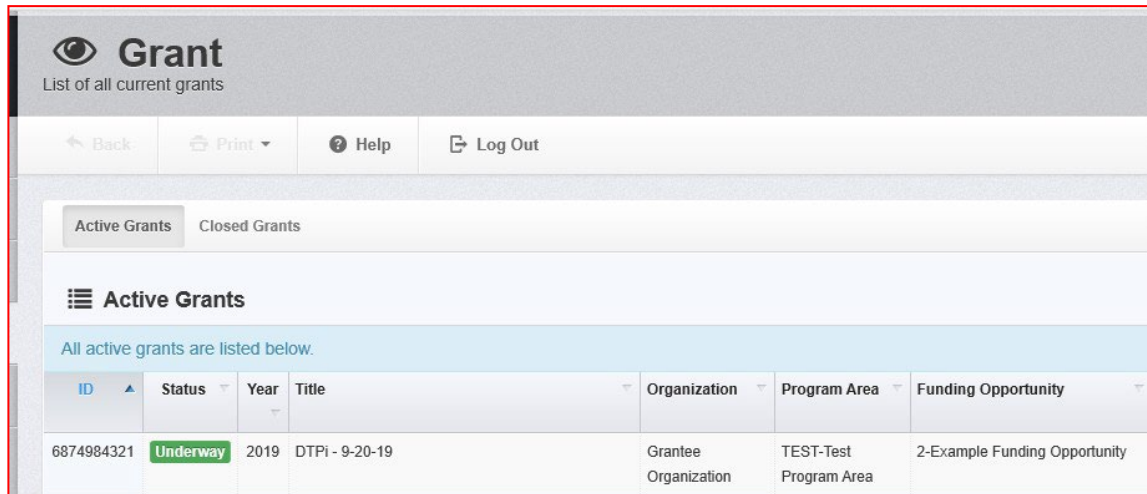 Grant
List of all current grants
Back Print Help Log Out
Active Grants Closed Grants
Active Grants
All active grants are listed below.
ID Status Year Title Organization Program Area Funding Opportunity
6874984321 Underway 2019 DTPi - 9-20-19 Grantee TEST-Test 2-Example Funding Opportunity
Organization Program Area